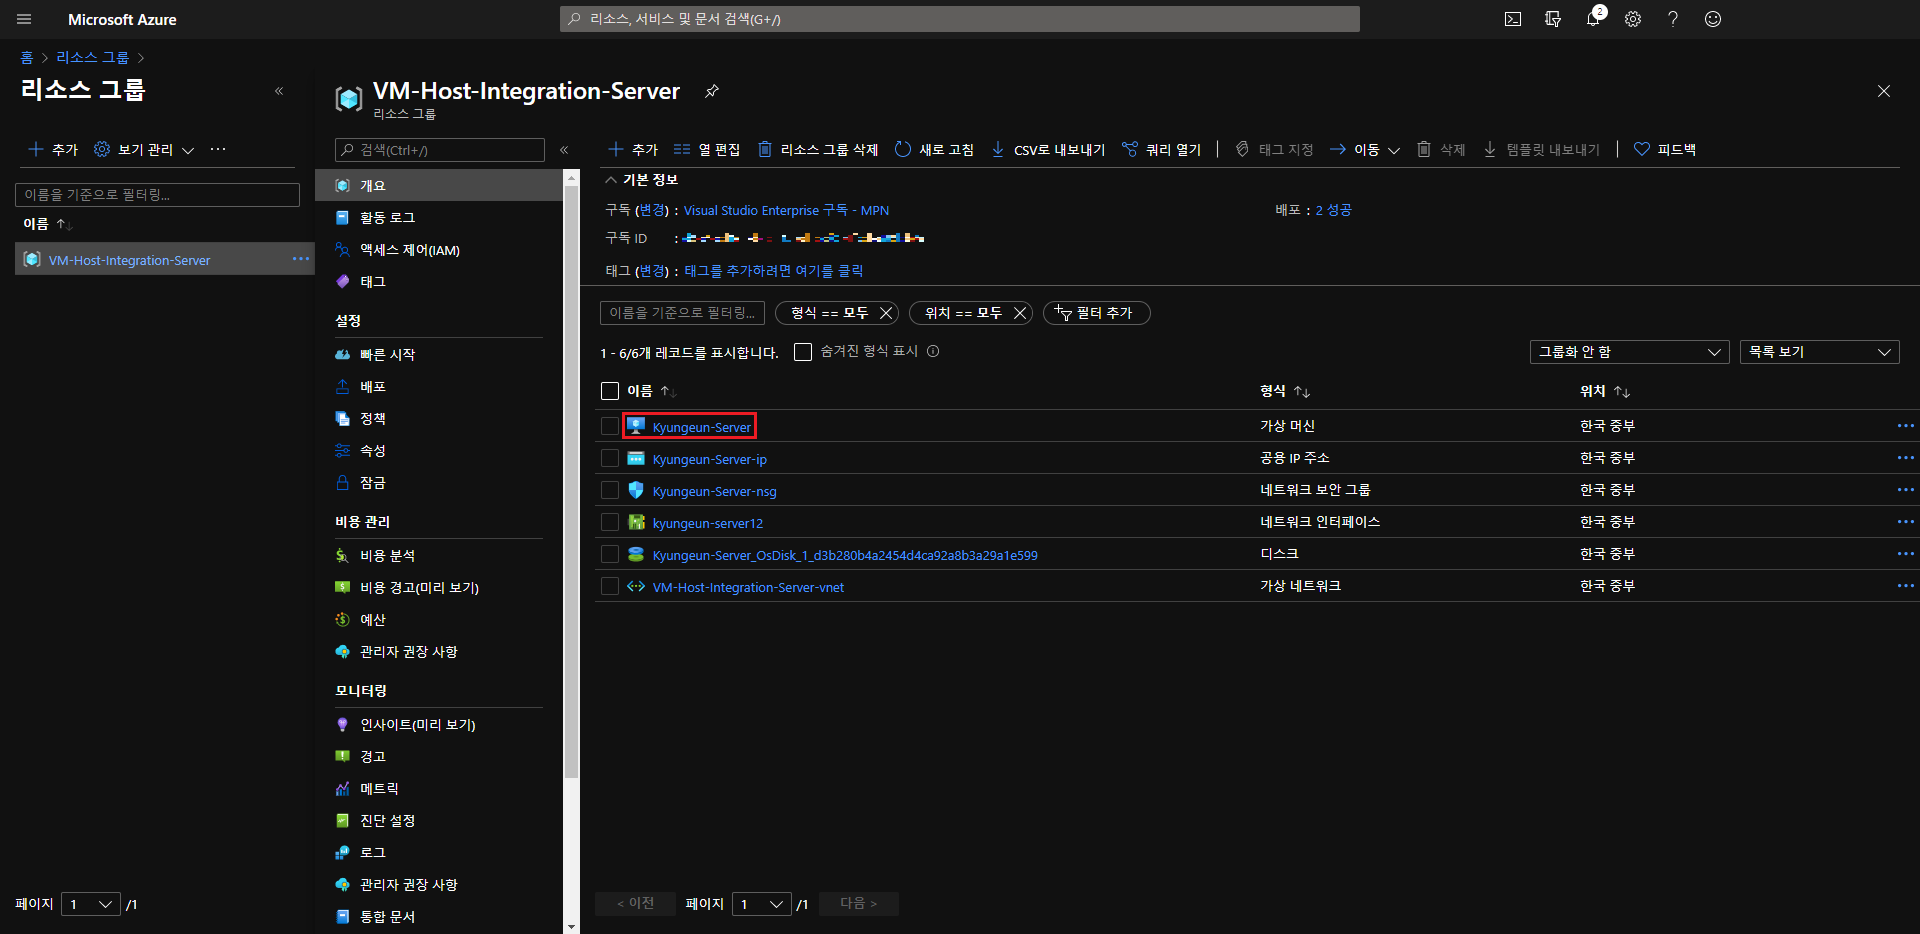 Microsoft Azure
리소스, 서비스 및 문서 검색(G+/)
2
홈 > 리소스 그룹 >
리소스 그룹
«
추가 보기 관리 ···
이름을 기준으로 필터링...
이름 ↑↓
VM-Host-Integration-Server ···
페이지 1 /1
VM-Host-Integration-Server
리소스 그룹
검색(Ctrl+/) «
개요
활동 로그
액세스 제어(IAM)
태그
설정
빠른 시작
배포
정책
속성
잠금
비용 관리
비용 분석
비용 경고(미리 보기)
예산
관리자 권장 사항
모니터링
인사이트(미리 보기)
경고
메트릭
진단 설정
로그
관리자 권장 사항
통합 문서
추가 열 편집 리소스 그룹 삭제 새로 고침 CSV로 내보내기 쿼리 열기 | 태그 지정 이동 삭제 템플릿 내보내기 | 피드백
기본 정보
구독 (변경) : Visual Studio Enterprise 구독 - MPN 배포 : 2 성공
구독 ID :
태그 (변경) : 태그를 추가하려면 여기를 클릭
이름을 기준으로 필터링... 형식 == 모두 위치 == 모두 필터 추가
1 - 6/6개 레코드를 표시합니다. 숨겨진 형식 표시 그룹화 안 함 목록 보기
이름 ↑↓ 형식 ↑↓ 위치 ↑↓
Kyungeun-Server 가상 머신 한국 중부 ···
Kyungeun-Server-ip 공용 IP 주소 한국 중부 ···
Kyungeun-Server-nsg 네트워크 보안 그룹 한국 중부 ···
kyungeun-server12 네트워크 인터페이스 한국 중부 ···
Kyungeun-Server_OsDisk_1_d3b280b4a2454d4ca92a8b3a29a1e599 디스크 한국 중부 ···
VM-Host-Integration-Server-vnet 가상 네트워크 한국 중부 ···
< 이전 페이지 1 /1 다음 >